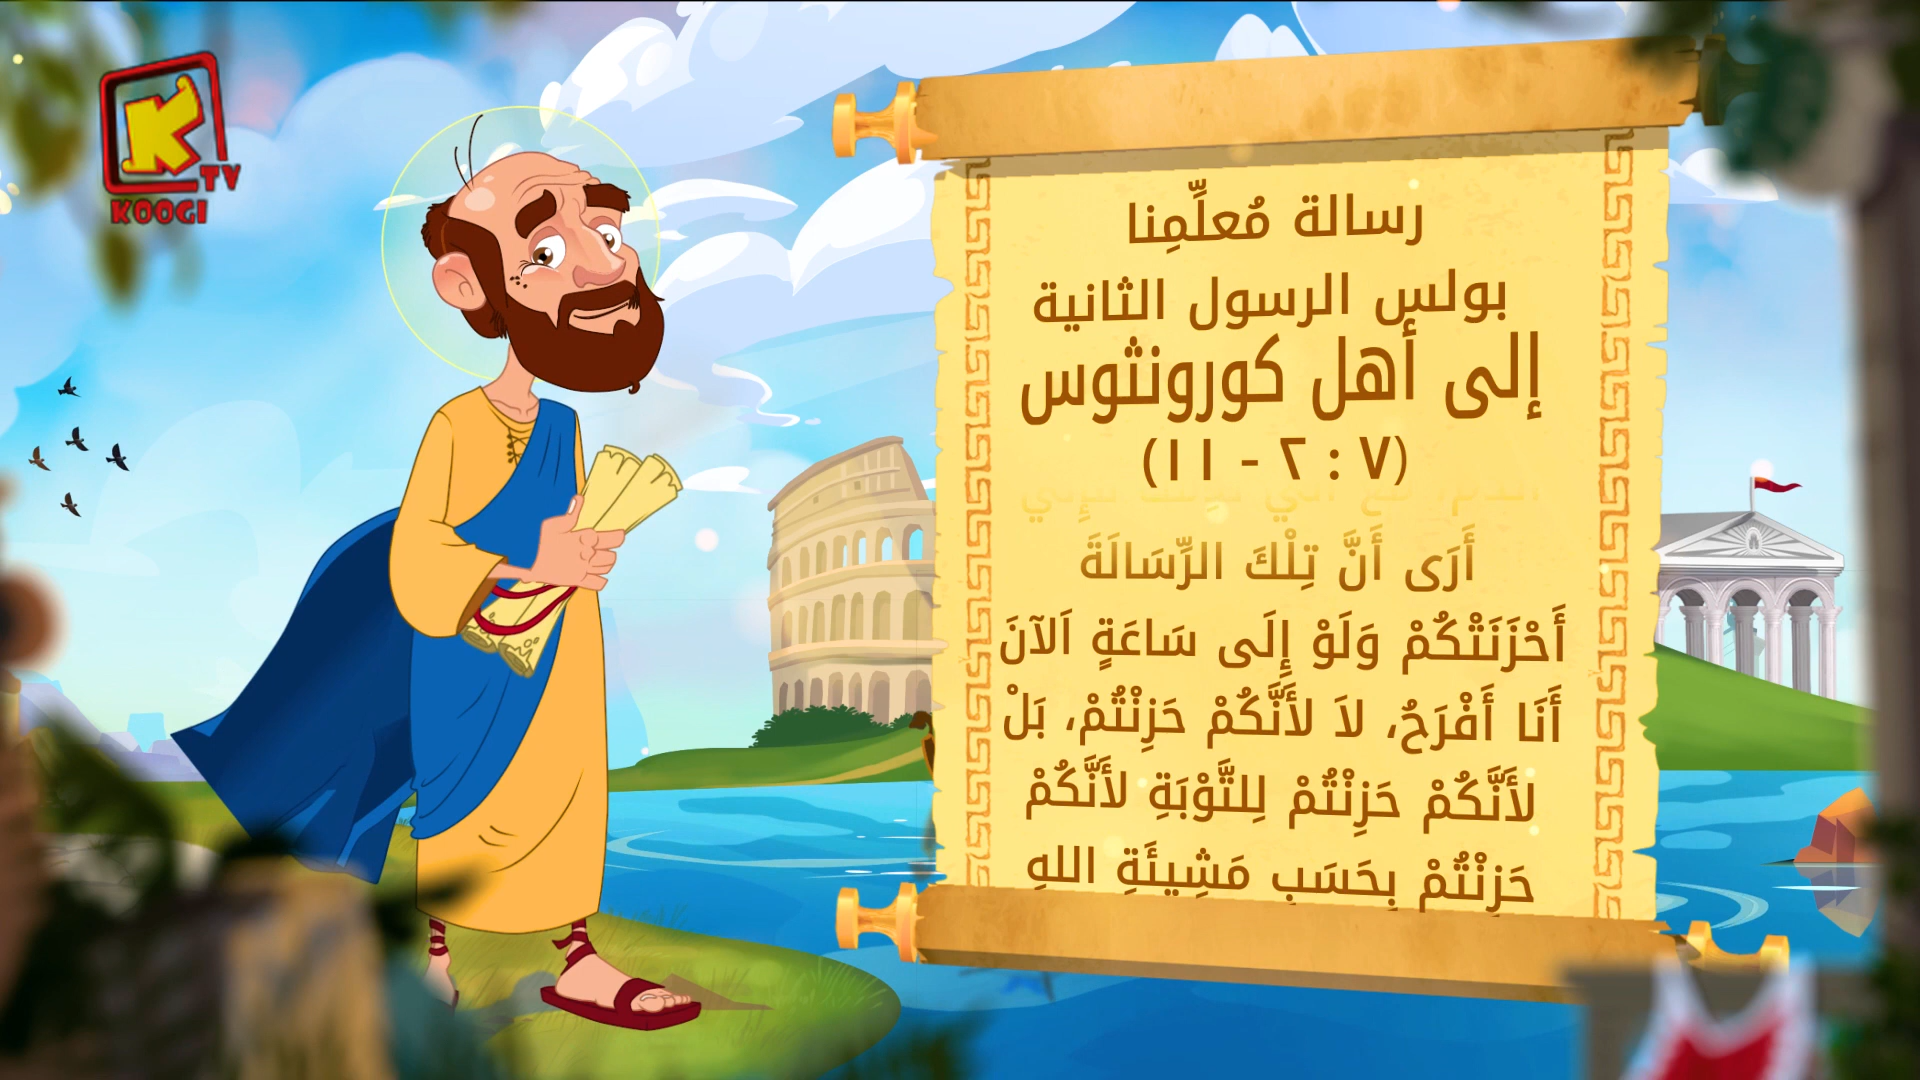 K
TV
KOOGI
رسالة مُعلِّمِنا
بولس الرسول الثانية
إلى أهل كورونثوس
(٧ : ٢ - ١١)
أَرَى أَنَّ تِلْكَ الرِّسَالَةَ
أَحْزَنَتْكُمْ وَلَوْ إِلَى سَاعَةٍ اَلآنَ
أَنَا أَفْرَحُ، لاَ لأَنَّكُمْ حَزِنْتُمْ، بَلْ
لأَنَّكُمْ حَزِنْتُمْ لِلتَّوْبَةِ لأَنَّكُمْ
حَزِنْتُمْ بِحَسَبِ مَشِيئَةِ اللهِ